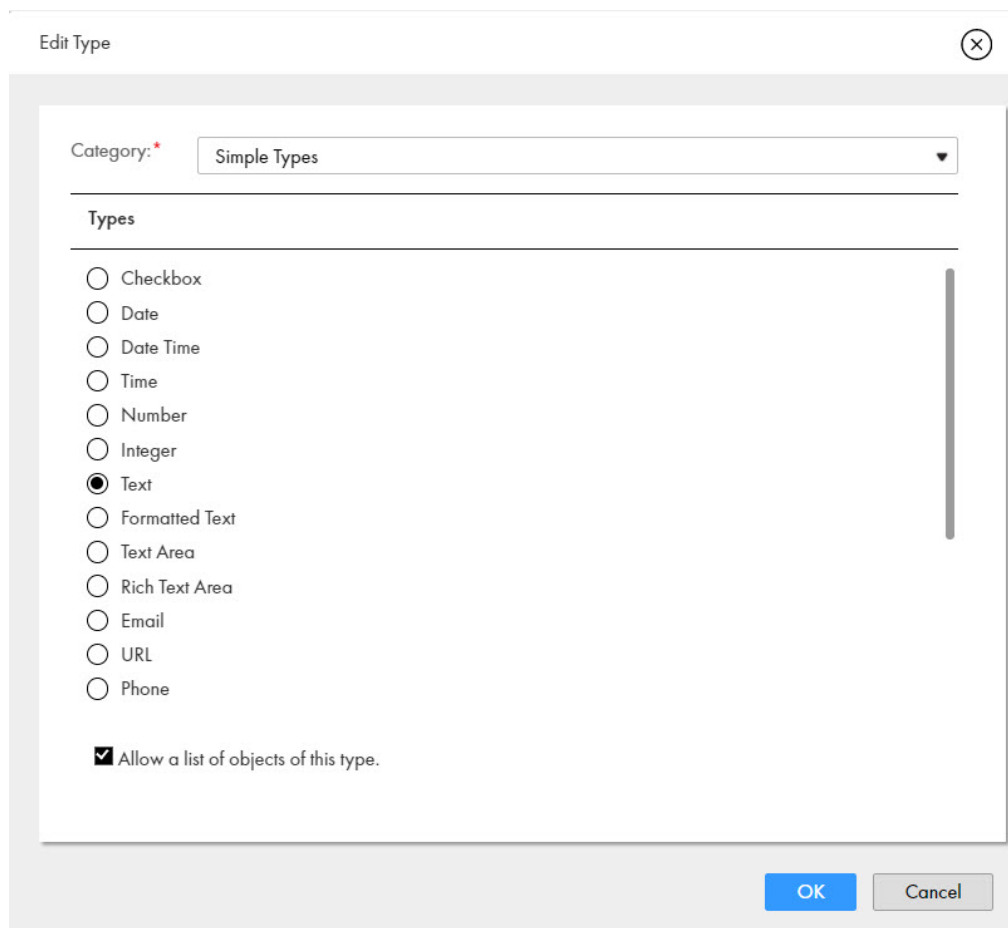 Edit Type
Category:* Simple Types
Types
Checkbox
Date
Date Time
Time
Number
Integer
Text
Formatted Text
Text Area
Rich Text Area
Email
URL
Phone
Allow a list of objects of this type.
OK Cancel